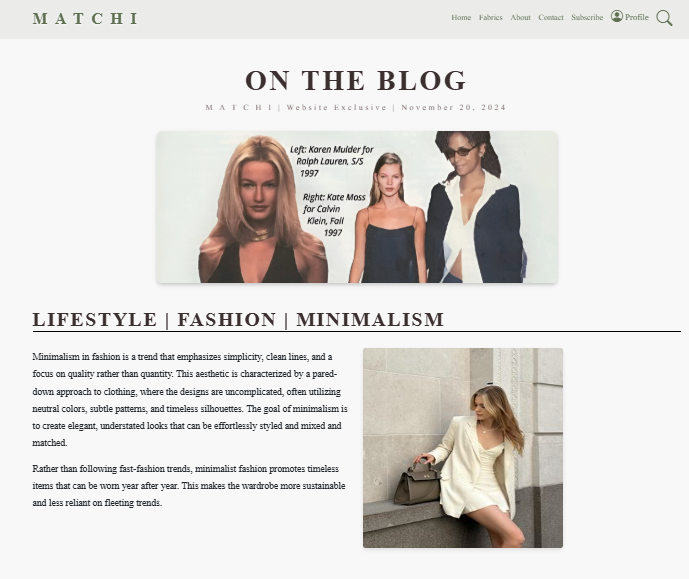 M A T C H I
Home Fabrics About Contact Subscribe Profile
ON THE BLOG
M A T C H I | Website Exclusive | November 20, 2024
Left: Karen Mulder for
Ralph Lauren, S/S
1997
Right: Kate Moss
for Calvin
Klein, Fall
1997
LIFESTYLE | FASHION | MINIMALISM
Minimalism in fashion is a trend that emphasizes simplicity, clean lines, and a
focus on quality rather than quantity. This aesthetic is characterized by a pared-
down approach to clothing, where the designs are uncomplicated, often utilizing
neutral colors, subtle patterns, and timeless silhouettes. The goal of minimalism is
to create elegant, understated looks that can be effortlessly styled and mixed and
matched.
Rather than following fast-fashion trends, minimalist fashion promotes timeless
items that can be worn year after year. This makes the wardrobe more sustainable
and less reliant on fleeting trends.